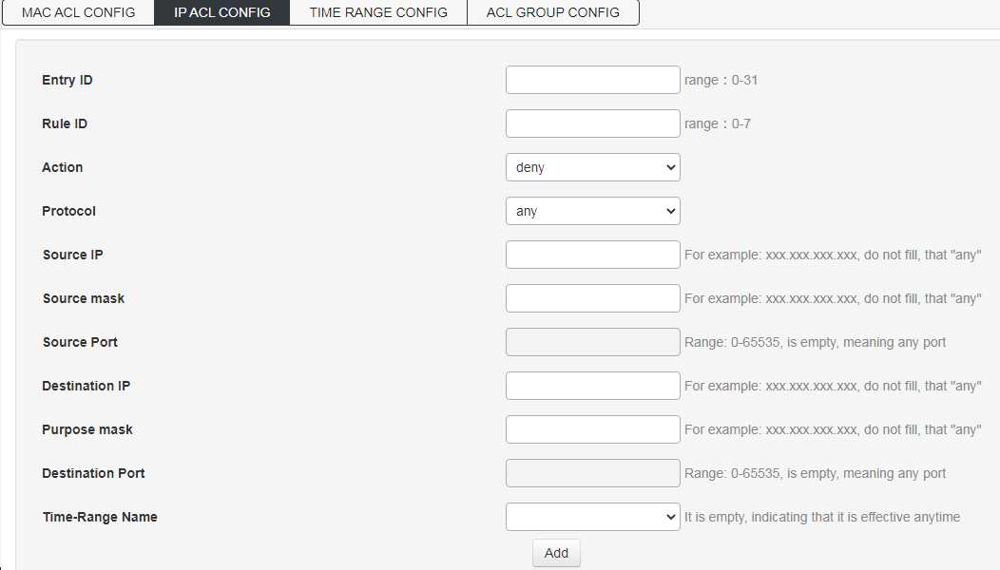 MAC ACL CONFIG IP ACL CONFIG TIME RANGE CONFIG ACL GROUP CONFIG
Entry ID range：0-31
Rule ID range：0-7
Action deny
Protocol any
Source IP For example: xxx.xxx.xxx.xxx, do not fill, that "any"
Source mask For example: xxx.xxx.xxx.xxx, do not fill, that "any"
Source Port Range: 0-65535, is empty, meaning any port
Destination IP For example: xxx.xxx.xxx.xxx, do not fill, that "any"
Purpose mask For example: xxx.xxx.xxx.xxx, do not fill, that "any"
Destination Port Range: 0-65535, is empty, meaning any port
Time-Range Name It is empty, indicating that it is effective anytime
Add